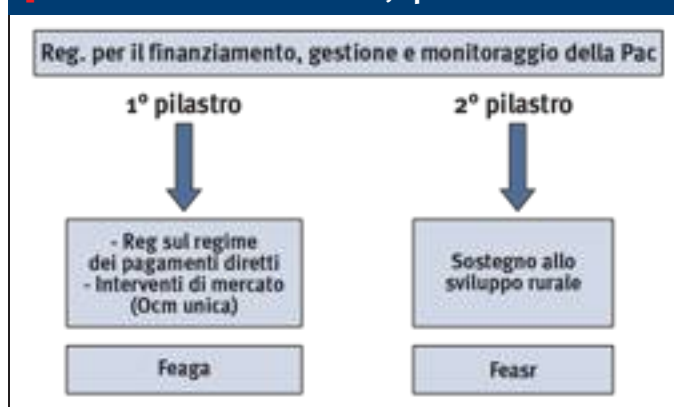 Reg. per il finanziamento, gestione e monitoraggio della Pac
1° pilastro
2° pilastro
- Reg sul regime
dei pagamenti diretti
- Interventi di mercato
(Ocm unica)
Sostegno allo
sviluppo rurale
Feaga
Feasr